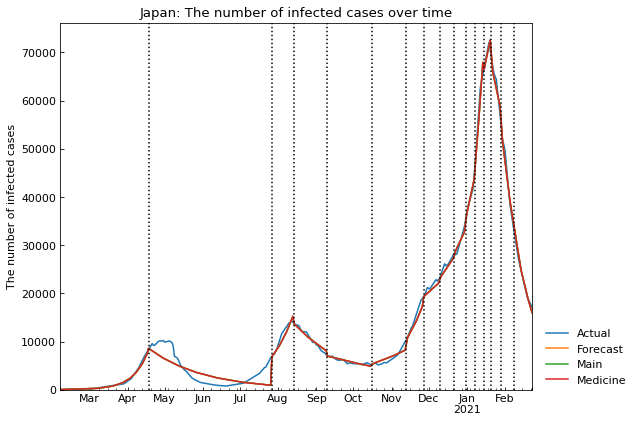 Japan: The number of infected cases over time
The number of infected cases
70000
60000
50000
40000
30000
20000
10000
0
Mar Apr May Jun Jul Aug Sep Oct Nov Dec 2021 Feb
Actual
Forecast
Main
Medicine